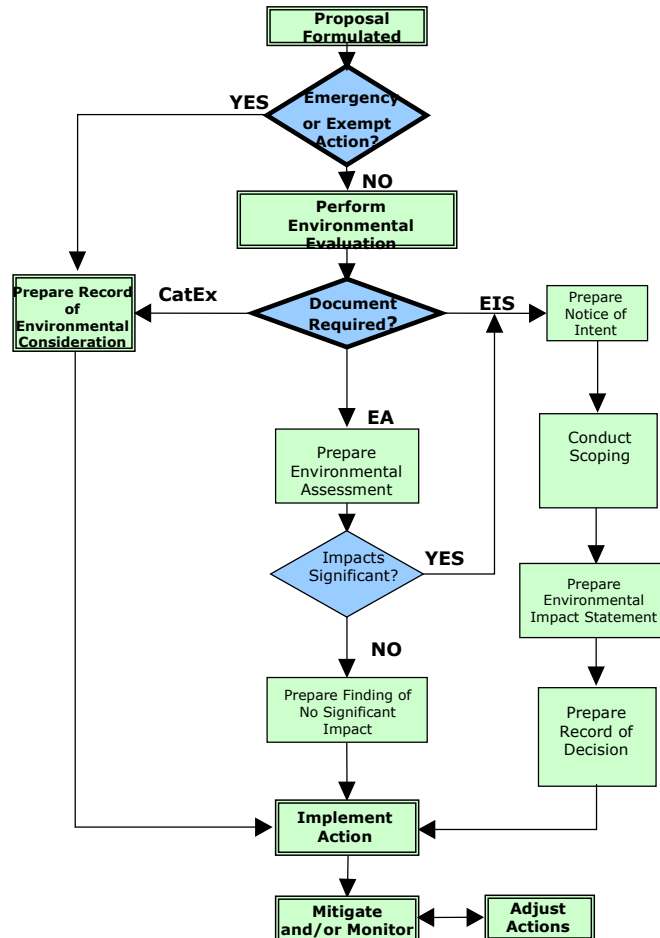 Proposal
Formulated
YES
Emergency
or Exempt
Action?
NO
Perform
Environmental
Evaluation
Prepare Record
of
Environmental
Consideration
CatEx
Document
Required?
EIS
Prepare
Notice of
Intent
EA
Prepare
Environmental
Assessment
Conduct
Scoping
Impacts
Significant?
YES
Prepare
Environmental
Impact Statement
NO
Prepare Finding of
No Significant
Impact
Prepare
Record of
Decision
Implement
Action
Mitigate
and/or Monitor
Adjust
Actions